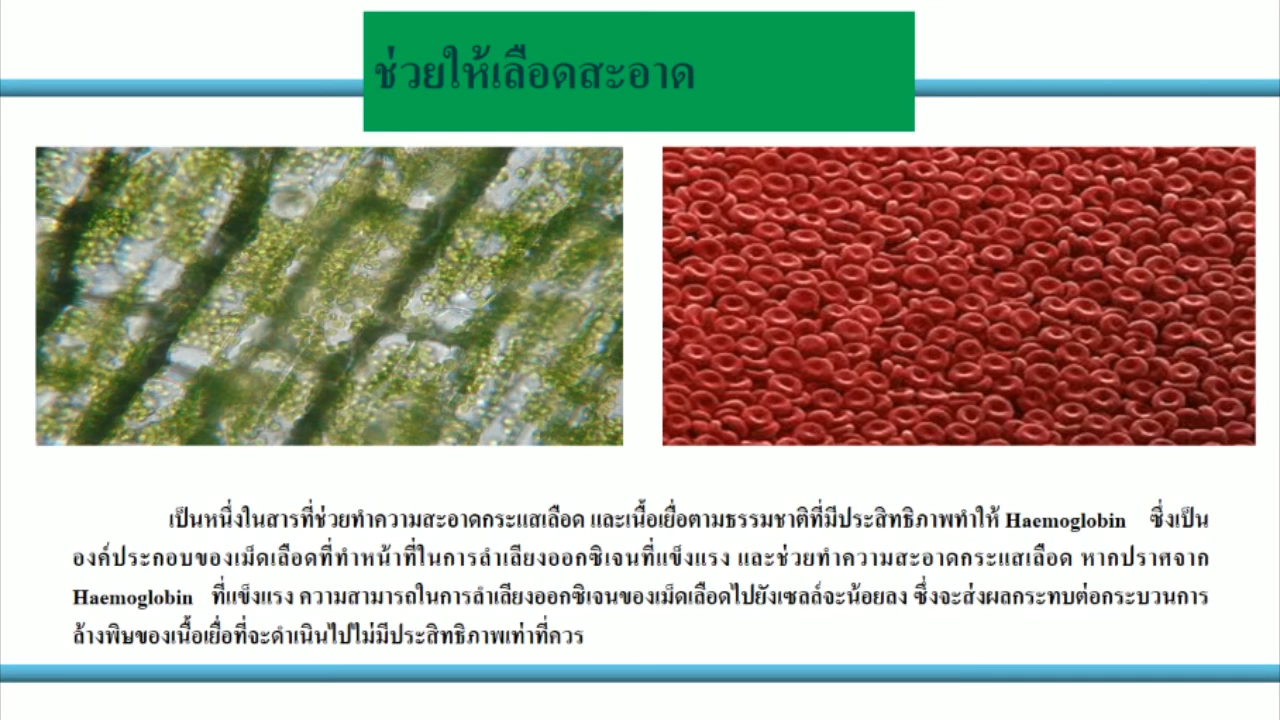 ช่วยให้เลือดสะอาด
เป็นหนึ่งในสารที่ช่วยทำความสะอาดกระแสเลือด และเนื้อเยื่อตามธรรมชาติที่มีประสิทธิภาพทำให้ Haemoglobin ซึ่งเป็น
องค์ประกอบของเม็ดเลือดที่ทำหน้าที่ในการลำเลียงออกซิเจนที่แข็งแรง และช่วยทำความสะอาดกระแสเลือด หากปราศจาก
Haemoglobin ที่แข็งแรง ความสามารถในการลำเลียงออกซิเจนของเม็ดเลือดไปยังเซลล์จะน้อยลง ซึ่งจะส่งผลกระทบต่อกระบวนการ
ล้างพิษของเนื้อเยื่อที่จะดำเนินไปไม่มีประสิทธิภาพเท่าที่ควร